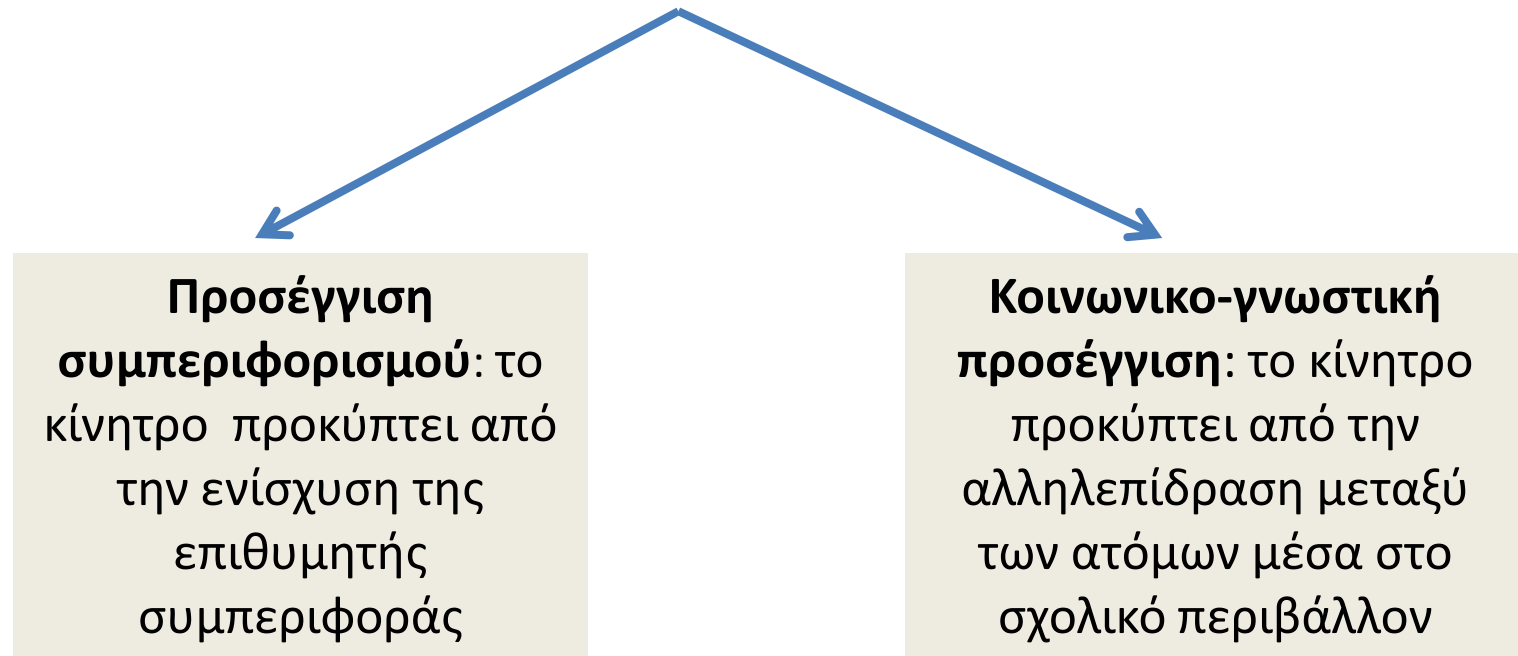 Προσέγγιση
συμπεριφορισμού: το
κίνητρο  προκύπτει από
την ενίσχυση της
επιθυμητής
συμπεριφοράς
Κοινωνικο-γνωστική
προσέγγιση: το κίνητρο
προκύπτει από την
αλληλεπίδραση μεταξύ
των ατόμων μέσα στο
σχολικό περιβάλλον